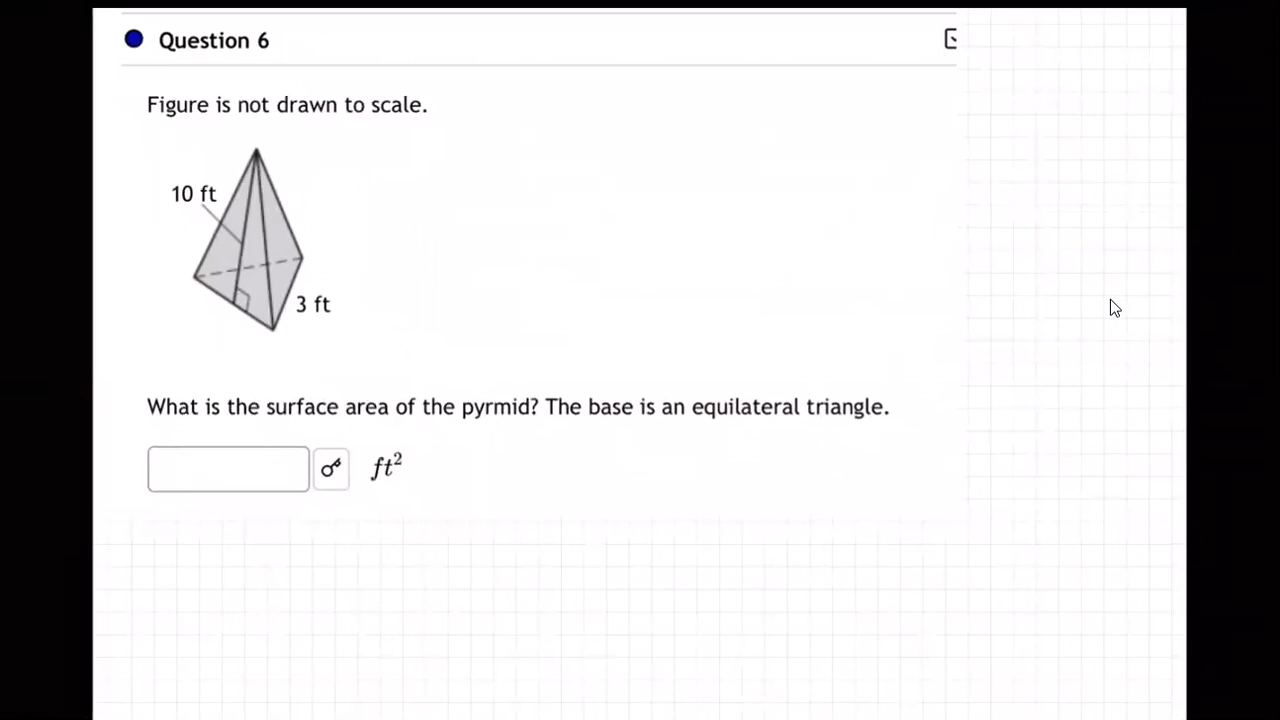 Question 6
Figure is not drawn to scale.
10 ft
3 ft
What is the surface area of the pyrmid? The base is an equilateral triangle.
ft²